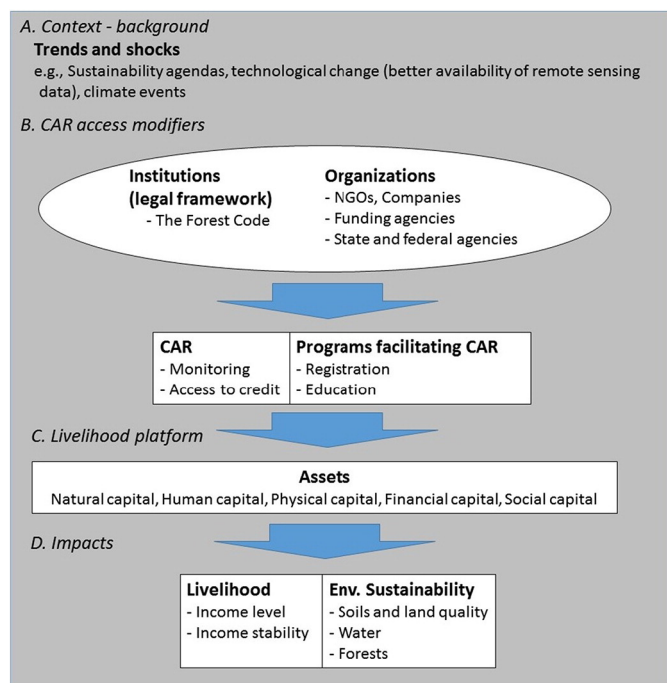 A. Context - background
Trends and shocks
e.g., Sustainability agendas, technological change (better availability of remote sensing
data), climate events
B. CAR access modifiers
Institutions
(legal framework)
- The Forest Code
Organizations
- NGOs, Companies
- Funding agencies
- State and federal agencies
CAR
- Monitoring
- Access to credit
Programs facilitating CAR
- Registration
- Education
C. Livelihood platform
Assets
Natural capital, Human capital, Physical capital, Financial capital, Social capital
D. Impacts
Livelihood
- Income level
- Income stability
Env. Sustainability
- Soils and land quality
- Water
- Forests